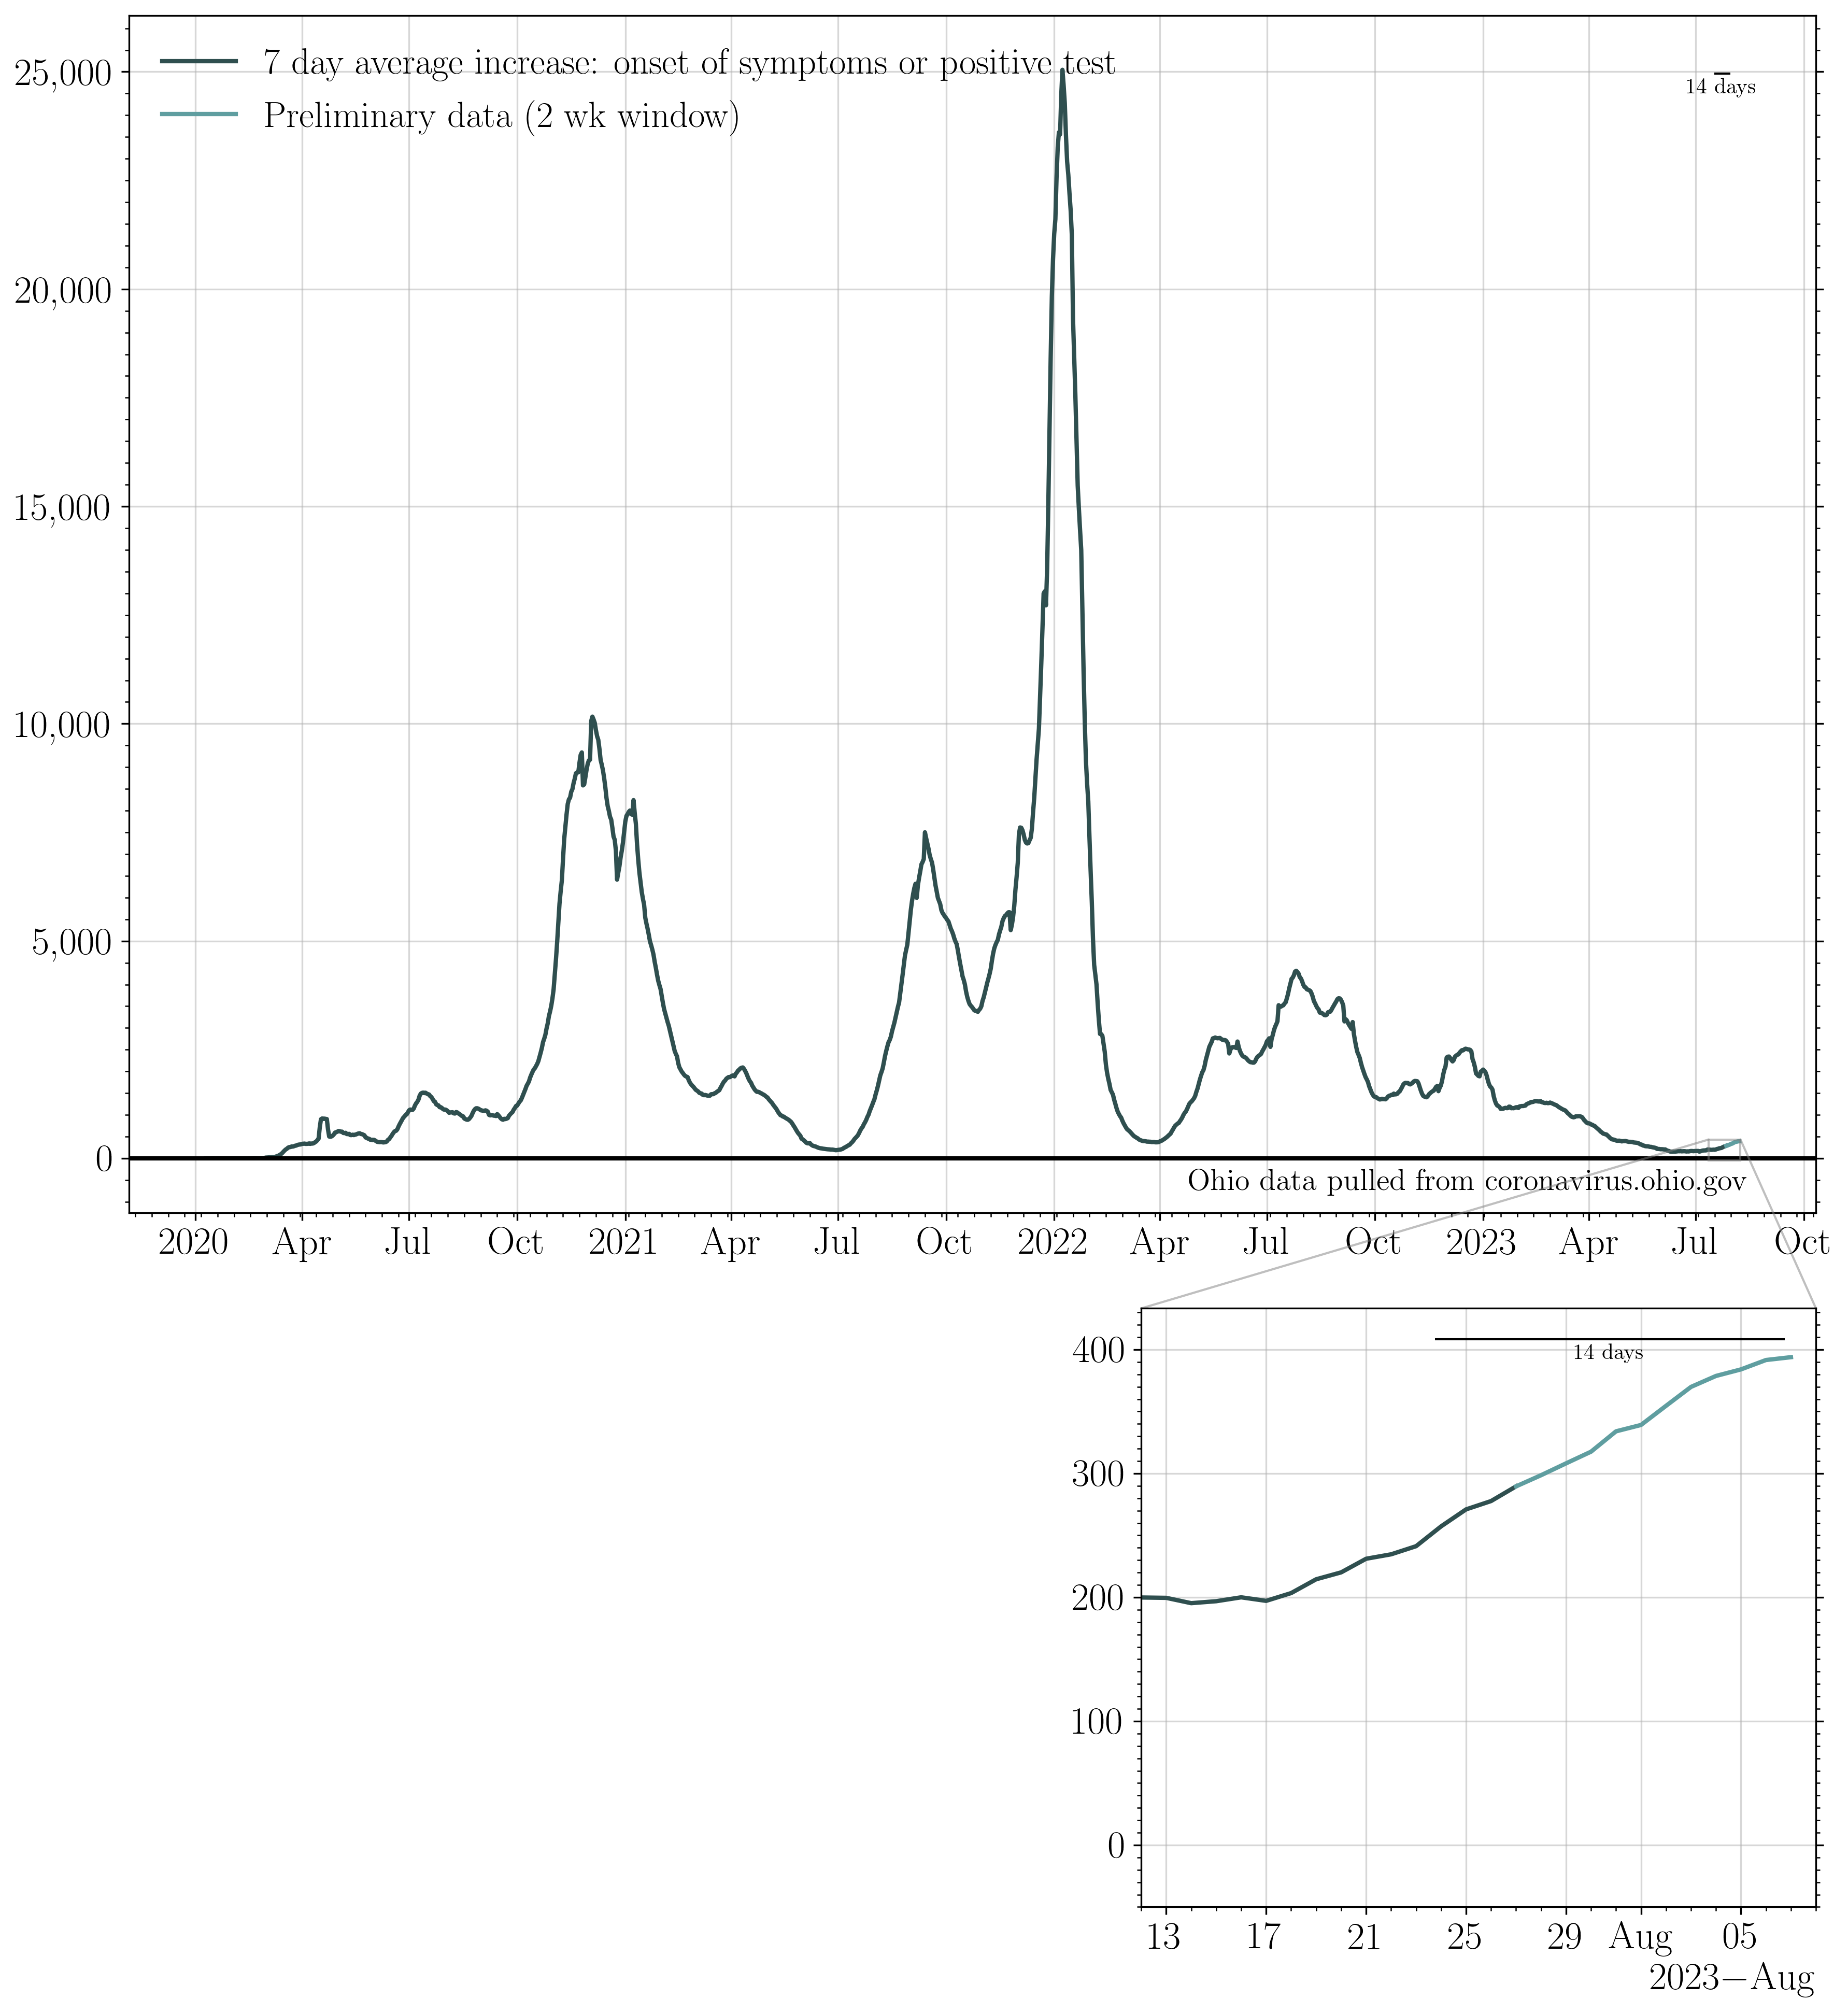 7 day average increase: onset of symptoms or positive test
Preliminary data (2 wk window)
14 days
25,000
20,000
15,000
10,000
5,000
0
Ohio data pulled from coronavirus.ohio.gov
2020 Apr Jul Oct 2021 Apr Jul Oct 2022 Apr Jul Oct 2023 Apr Jul Oct
14 days
400
300
200
100
0
13 17 21 25 29 Aug 05
2023−Aug